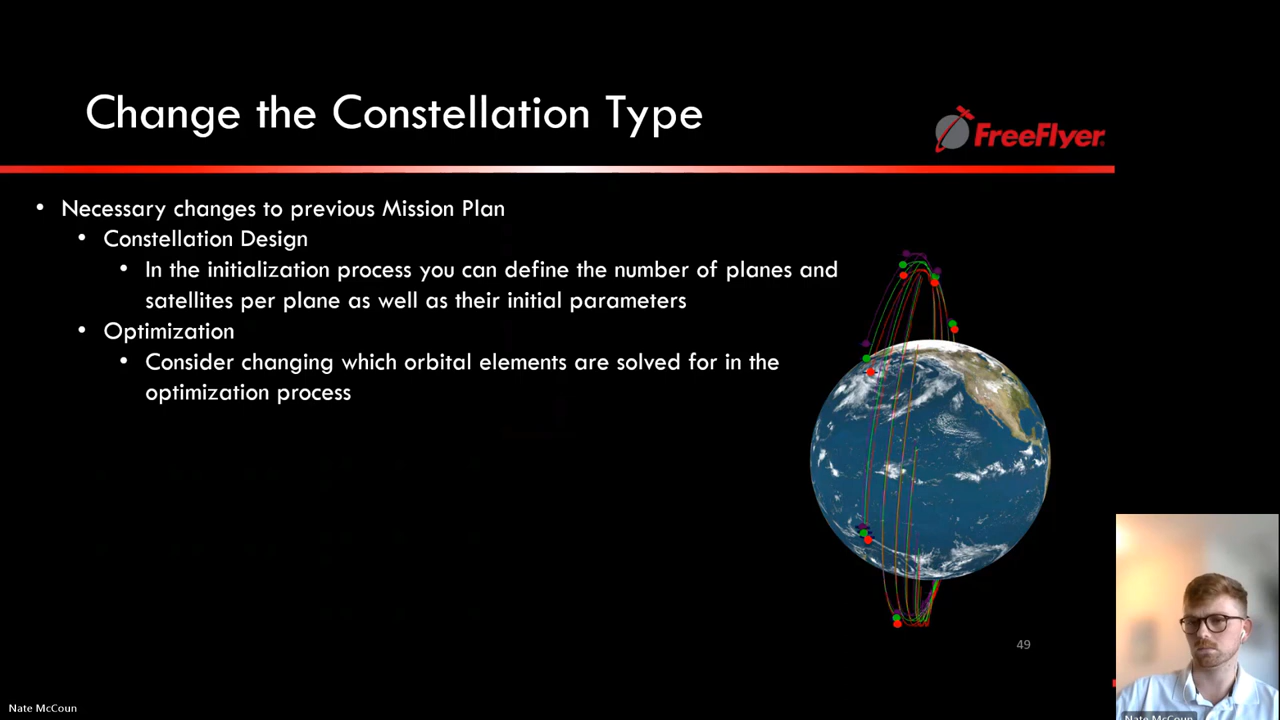 Change the Constellation Type
FreeFlyer
• Necessary changes to previous Mission Plan
• Constellation Design
• In the initialization process you can define the number of planes and
satellites per plane as well as their initial parameters
• Optimization
• Consider changing which orbital elements are solved for in the
optimization process
49
Nate McCoun
Nate McCoun